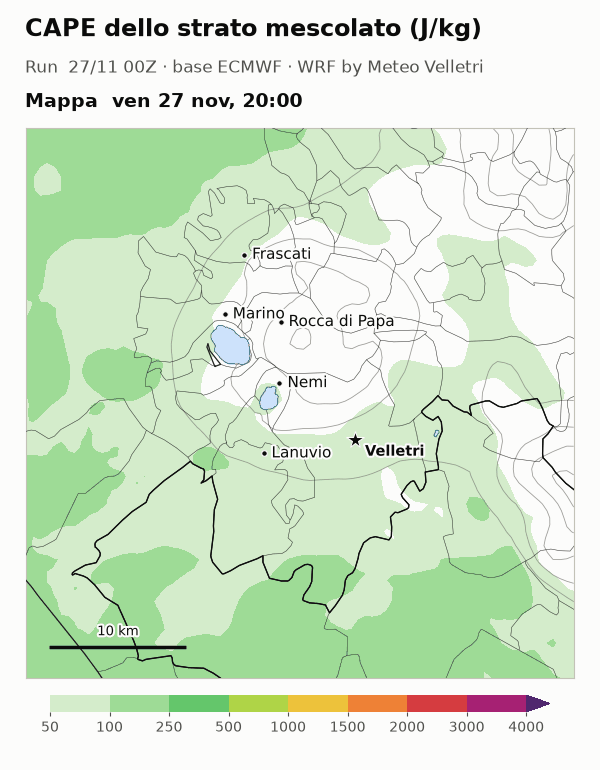 CAPE dello strato mescolato (J/kg)
Run  27/11 00Z · base ECMWF · WRF by Meteo Velletri
Mappa  ven 27 nov, 20:00
Frascati
Marino
Rocca di Papa
Nemi
Velletri
Lanuvio
10 km
50 100 250 500 1000 1500 2000 3000 4000